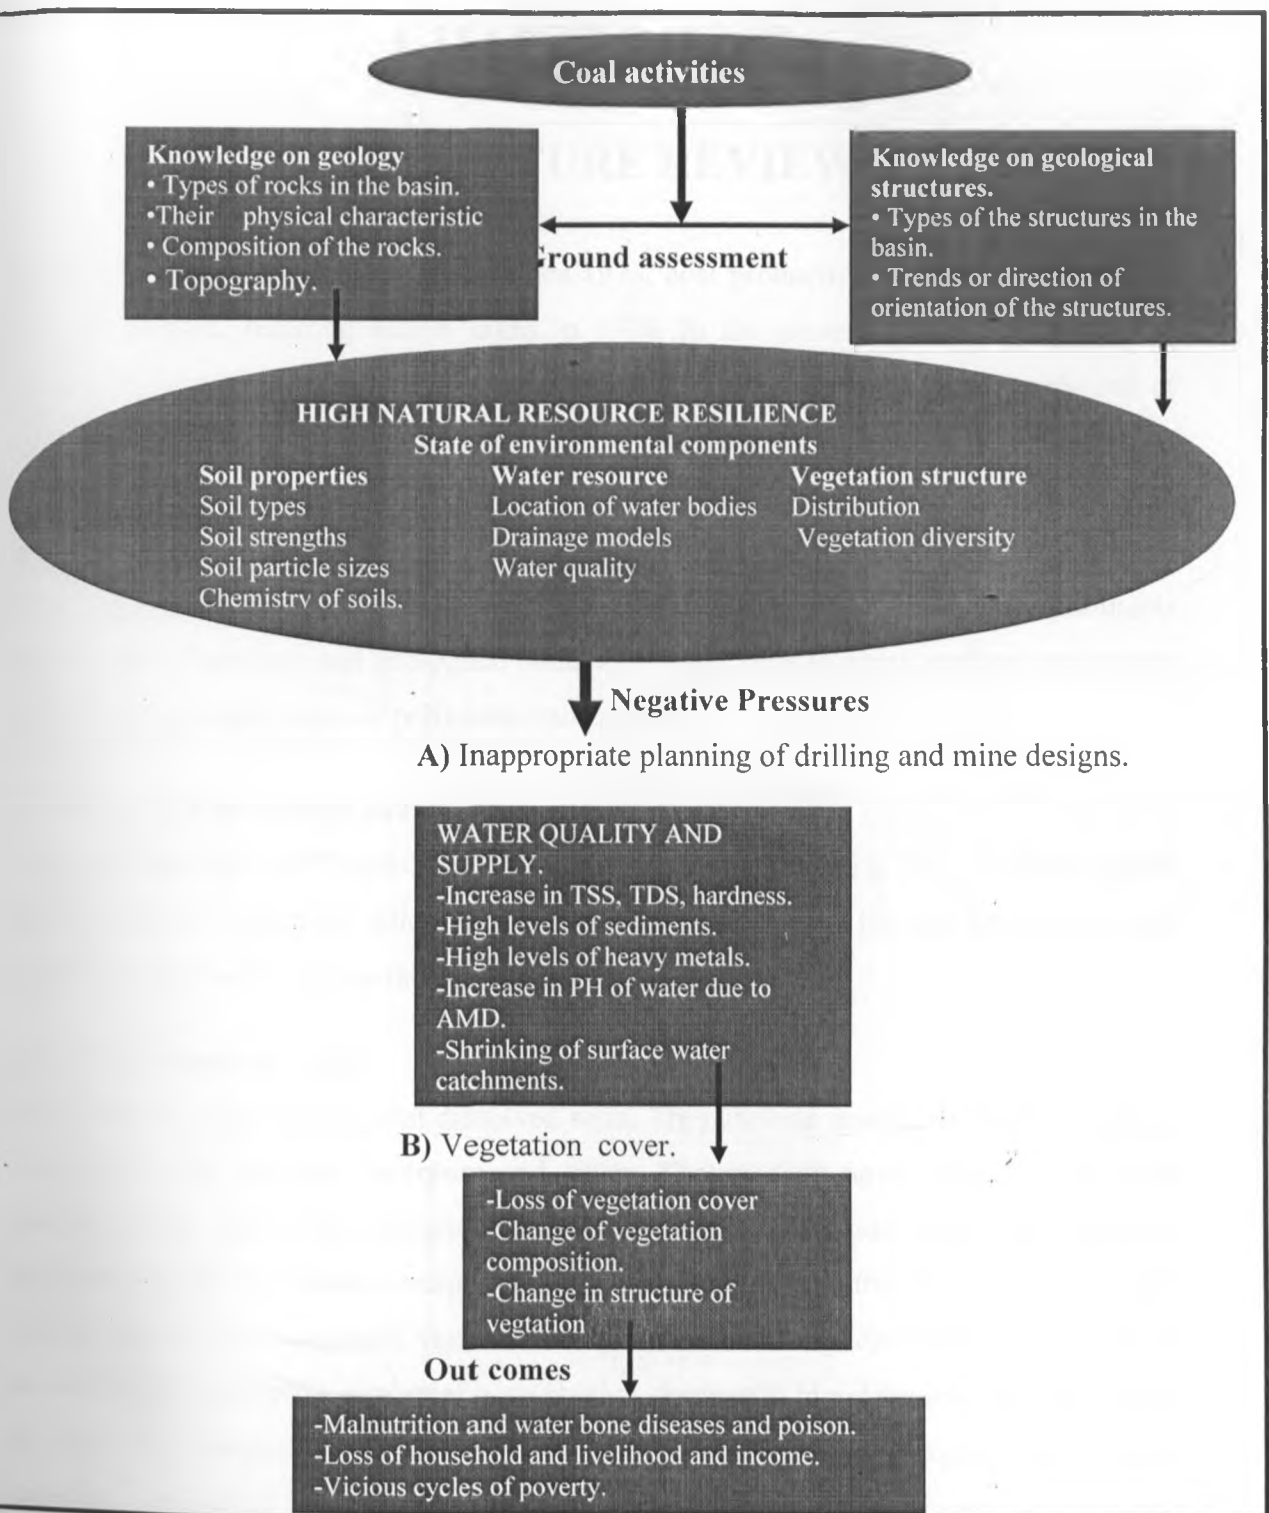 Coal activities
Knowledge on geology
• Types of rocks in the basin.
•Their physical characteristic
• Composition of the rocks.
• Topography.
Knowledge on geological
structures.
• Types of the structures in the
basin.
• Trends or direction of
orientation of the structures.
Ground assessment
HIGH NATURAL RESOURCE RESILIENCE
State of environmental components
Soil properties
Soil types
Soil strengths
Soil particle sizes
Chemistry of soils.
Water resource
Location of water bodies
Drainage models
Water quality
Vegetation structure
Distribution
Vegetation diversity
Negative Pressures
A) Inappropriate planning of drilling and mine designs.
WATER QUALITY AND
SUPPLY.
-Increase in TSS, TDS, hardness.
-High levels of sediments.
-High levels of heavy metals.
-Increase in PH of water due to
AMD.
-Shrinking of surface water
catchments.
B) Vegetation cover.
-Loss of vegetation cover
-Change of vegetation
composition.
-Change in structure of
vegtation
Out comes
-Malnutrition and water bone diseases and poison.
-Loss of household and livelihood and income.
-Vicious cycles of poverty.